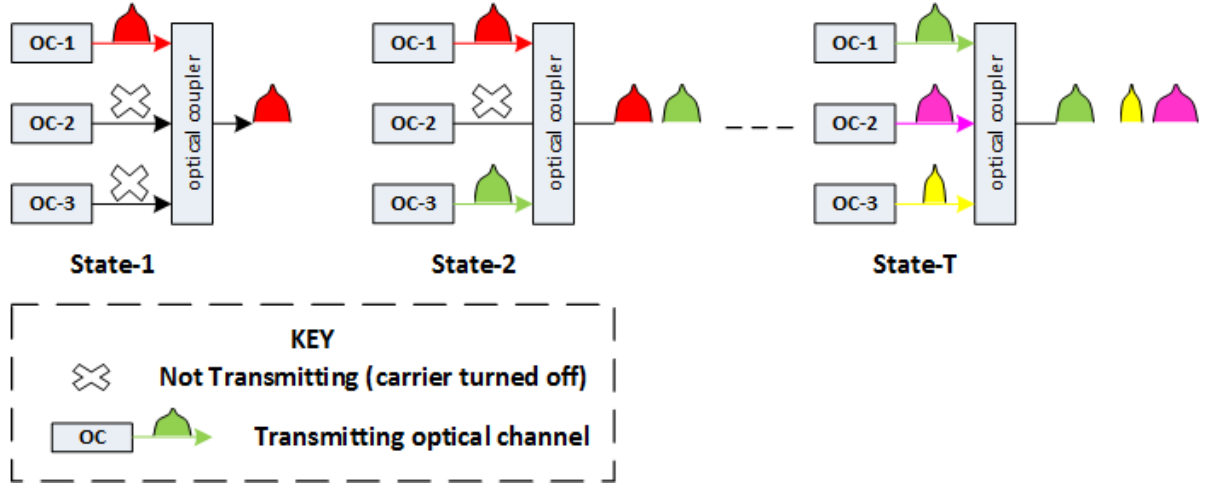 OC-1
OC-2
OC-3
optical coupler
State-1
OC-1
OC-2
OC-3
optical coupler
State-2
OC-1
OC-2
OC-3
optical coupler
State-T
KEY
Not Transmitting (carrier turned off)
OC
Transmitting optical channel